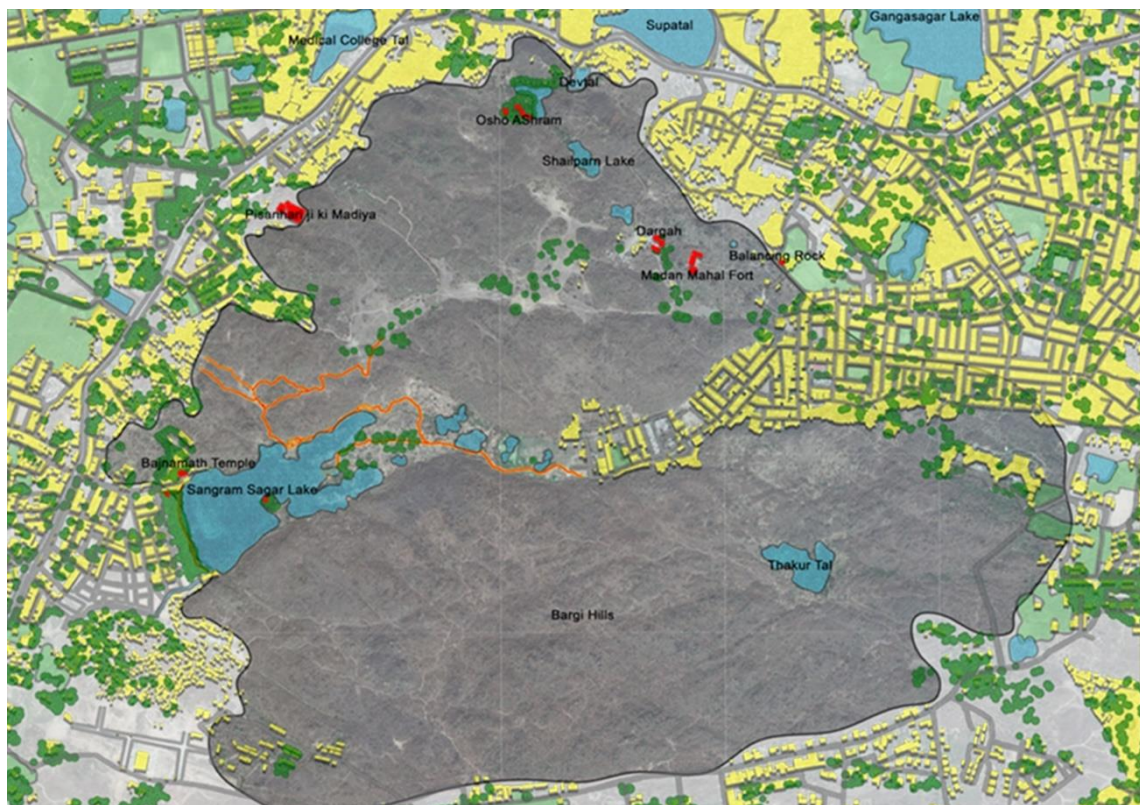 Gangasagar Lake
Supatal
Medical College Tal
Devtal
Osho AShram
Shailparn Lake
Pisanhari ji ki Madiya
Dargah
Balancing Rock
Madan Mahal Fort
Bajnamath Temple
Sangram Sagar Lake
Thakur Tal
Bargi Hills